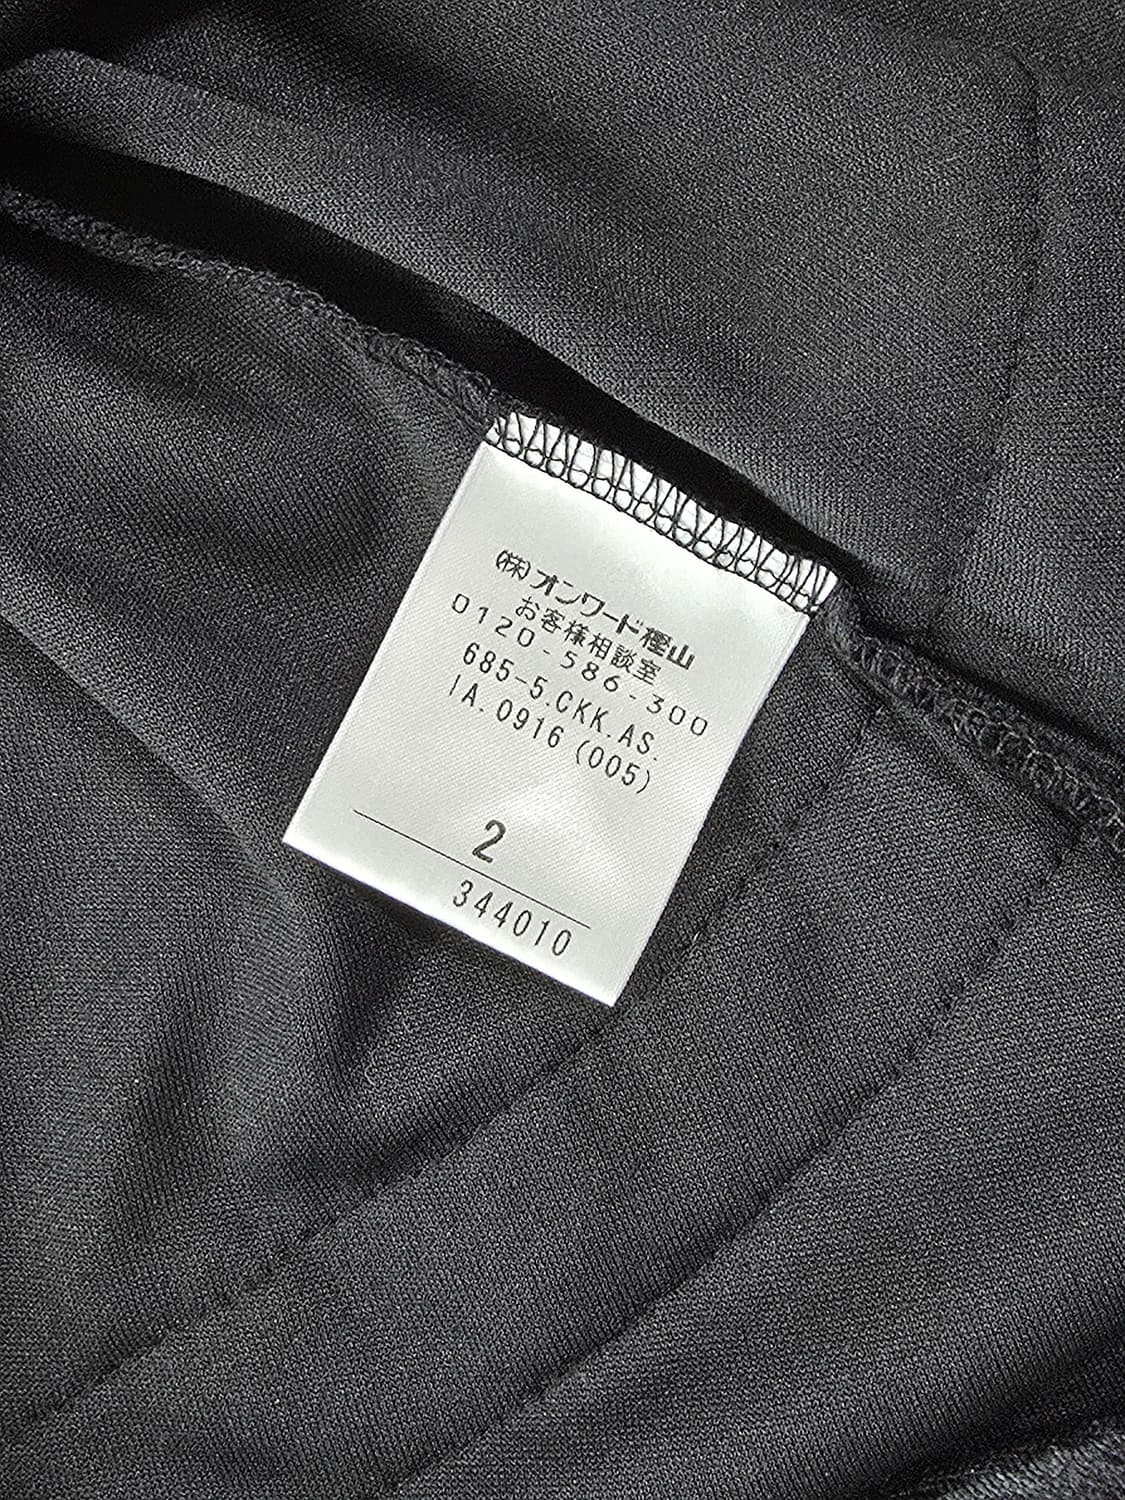 (株)オンワード樫山
お客様相談室
0120-586-300
685-5.CKK.AS.
IA.0916(005)
2
344010